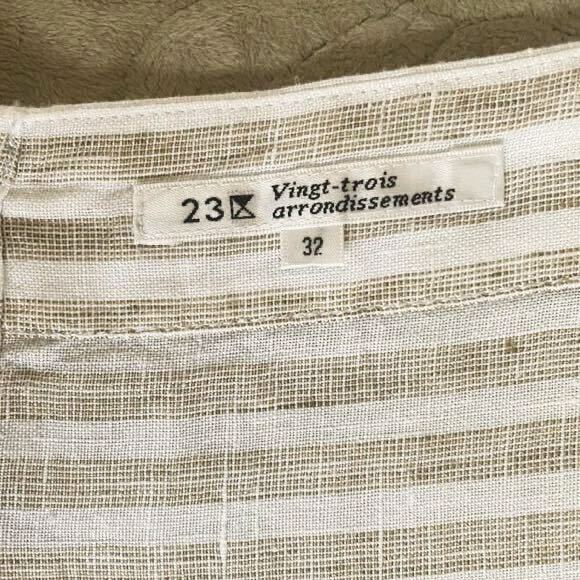 23区
Vingt-trois
arrondissements
32